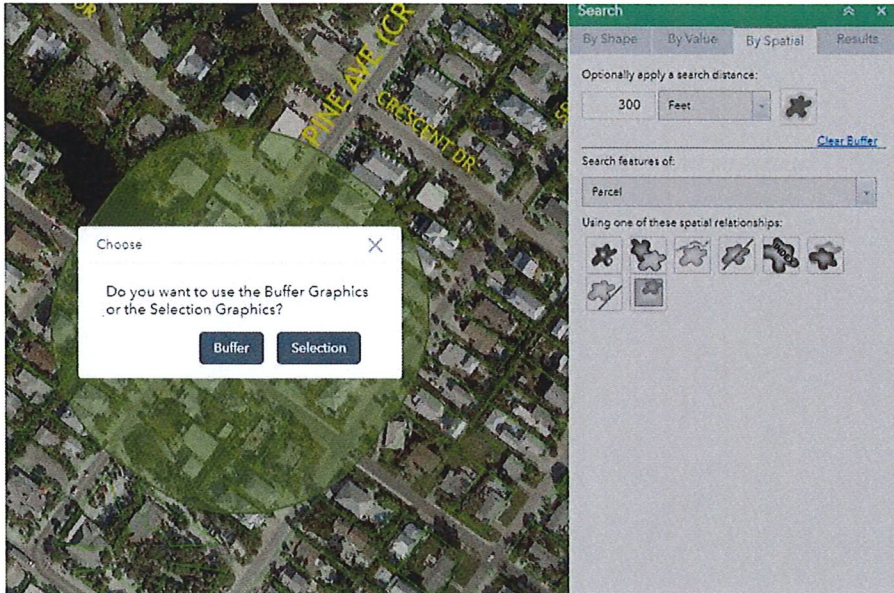 DR
PINE AVE (CR
CRESCENT DR
Search
By Shape
By Value
By Spatial
Results
Optionally apply a search distance:
300
Feet
Clear Buffer
Search features of:
Parcel
Using one of these spatial relationships:
Choose
Do you want to use the Buffer Graphics
or the Selection Graphics?
Buffer
Selection